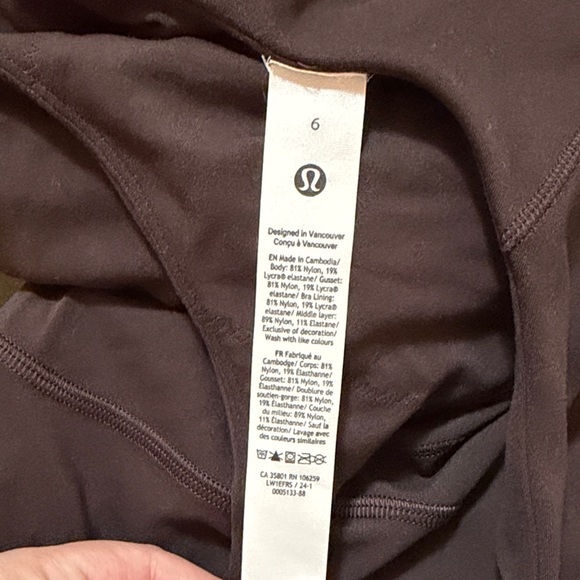 6
Designed in Vancouver
Conçu à Vancouver
EN Made in Cambodia/
Body: 81% Nylon, 19%
Lycra® elastane/ Gusset:
81% Nylon, 19% Lycra®
elastane/ Bra Lining:
81% Nylon, 19% Lycra®
elastane/ Middle layer:
89% Nylon, 11% Elastane/
Exclusive of decoration/
Wash with like colours
FR Fabriqué au
Cambodge/ Corps: 81%
Nylon, 19% Élasthanne/
Gousset: 81% Nylon, 19%
Élasthanne/ Doublure de
soutien-gorge: 81% Nylon,
19% Élasthanne/ Couche
du milieu: 89% Nylon,
11% Élasthanne/ Sauf la
décoration/ Lavage avec
des couleurs similaires
CA 35801 RN 106259
LW1EFRS / 24-1
0005133-88